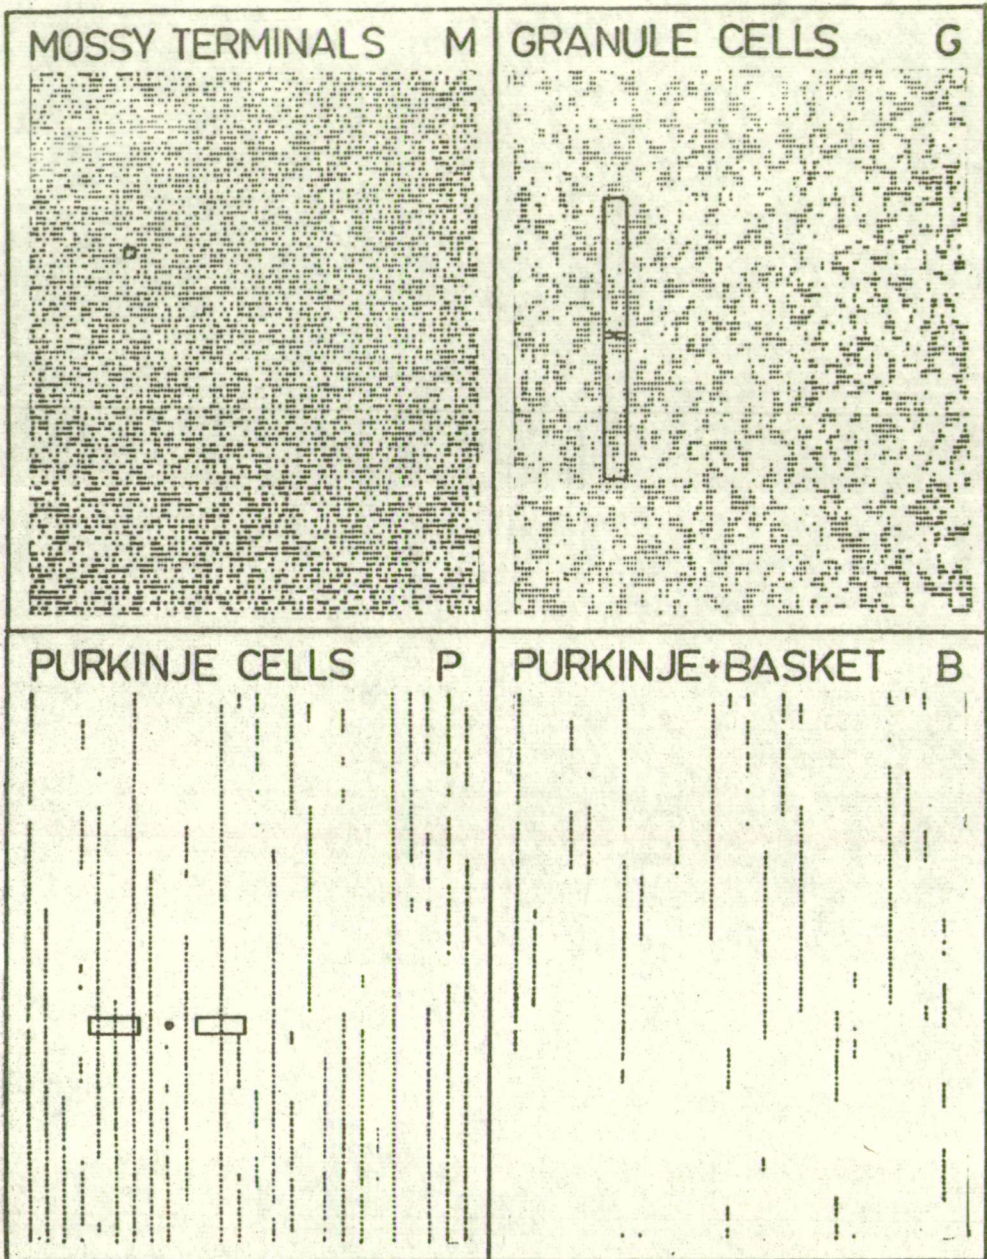 MOSSY TERMINALS M
GRANULE CELLS G
PURKINJE CELLS P
PURKINJE+BASKET B